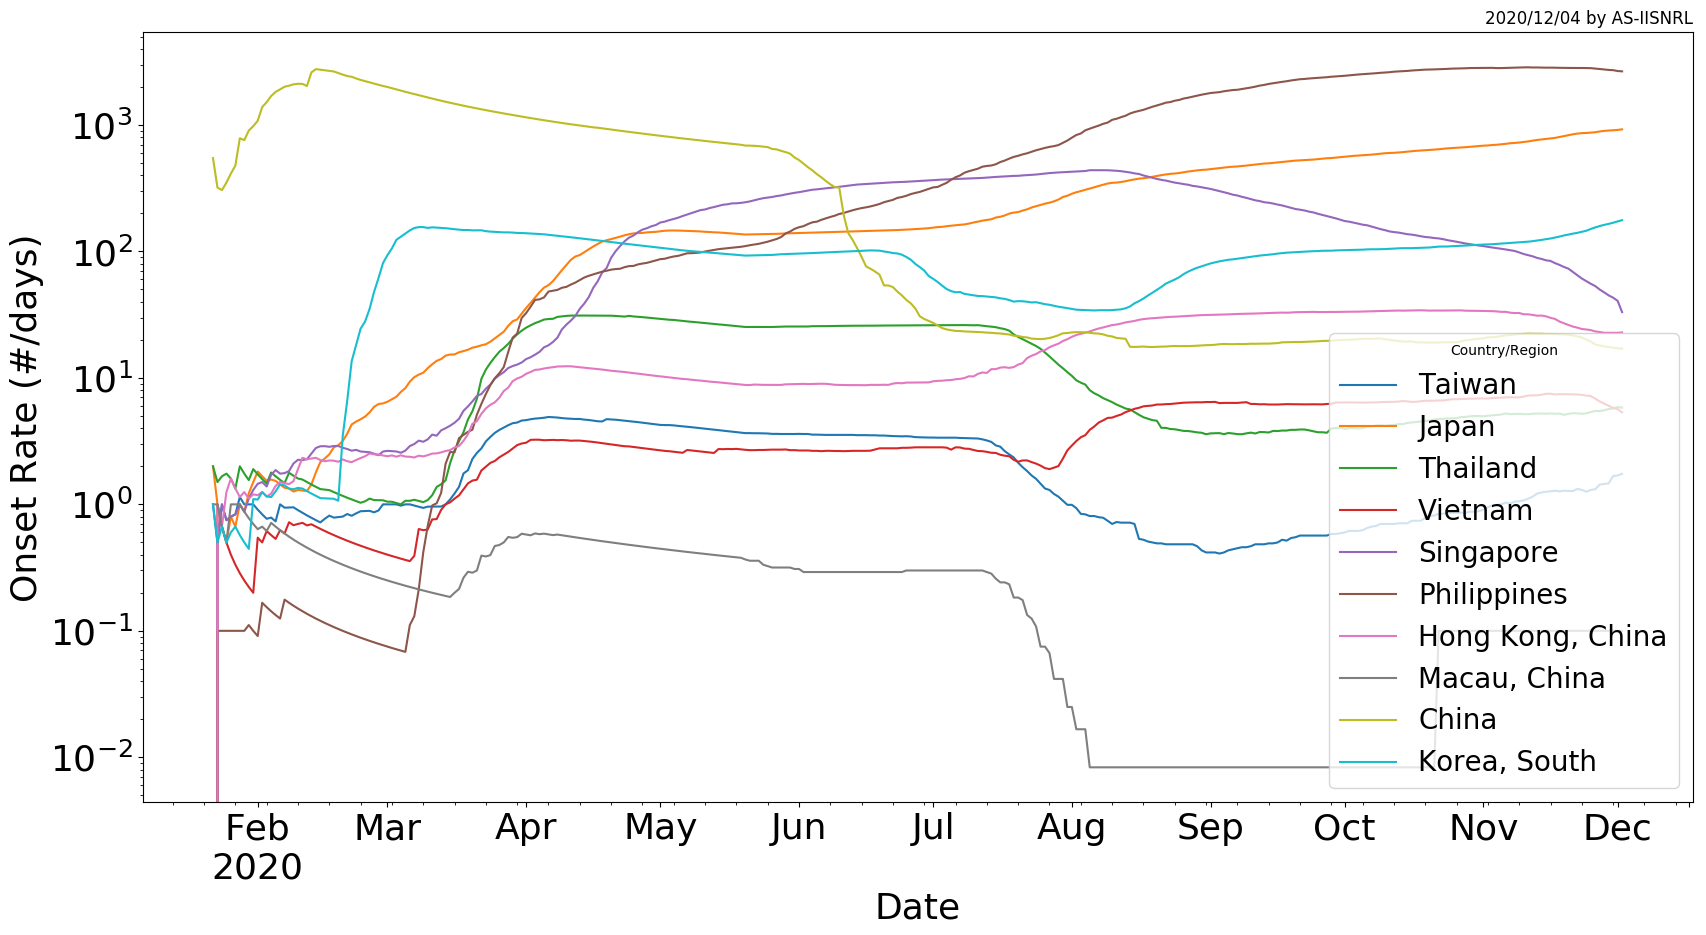 2020/12/04 by AS-IISNRL
Onset Rate (#/days)
10³
10²
10¹
10⁰
10⁻¹
10⁻²
Country/Region
Taiwan
Japan
Thailand
Vietnam
Singapore
Philippines
Hong Kong, China
Macau, China
China
Korea, South
Feb Mar Apr May Jun Jul Aug Sep Oct Nov Dec
2020
Date